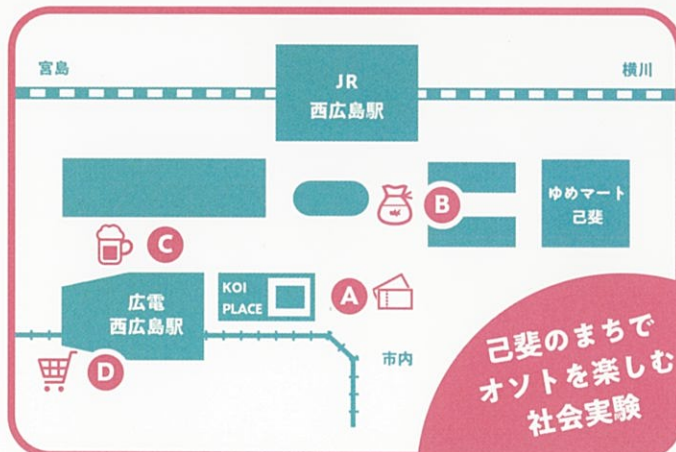 宮島
JR
西広島駅
横川
B
ゆめマート
己斐
C
広電
西広島駅
KOI
PLACE
A
D
市内
己斐のまちで
オソトを楽しむ
社会実験